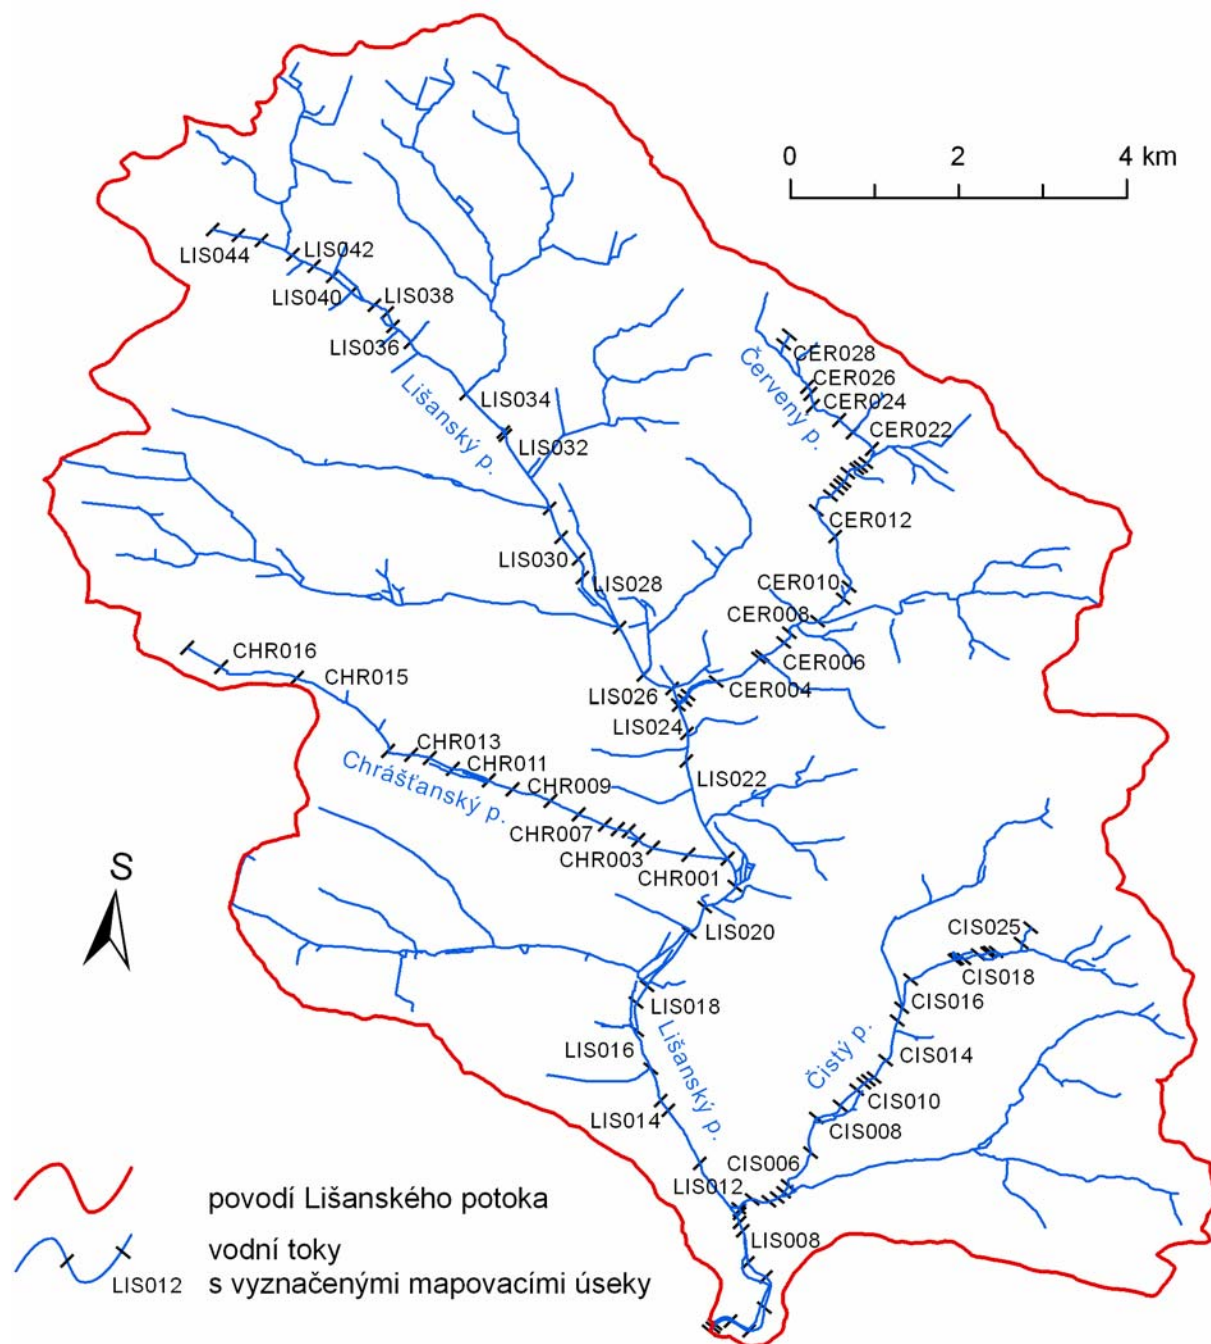 0 2 4 km
LIS044
LIS042
LIS040
LIS038
LIS036
LIS034
LIS032
Lišanský p.
Červený p.
CER028
CER026
CER024
CER022
CER012
LIS030
LIS028
CER010
CER008
CER006
CER004
LIS026
LIS024
LIS022
CHR016
CHR015
CHR013
CHR011
CHR009
CHR007
CHR003
CHR001
Chrášťanský p.
S
LIS020
LIS018
LIS016
LIS014
LIS012
Lišanský p.
Čistý p.
CIS025
CIS018
CIS016
CIS014
CIS010
CIS008
CIS006
LIS008
povodí Lišanského potoka
LIS012
vodní toky
s vyznačenými mapovacími úseky